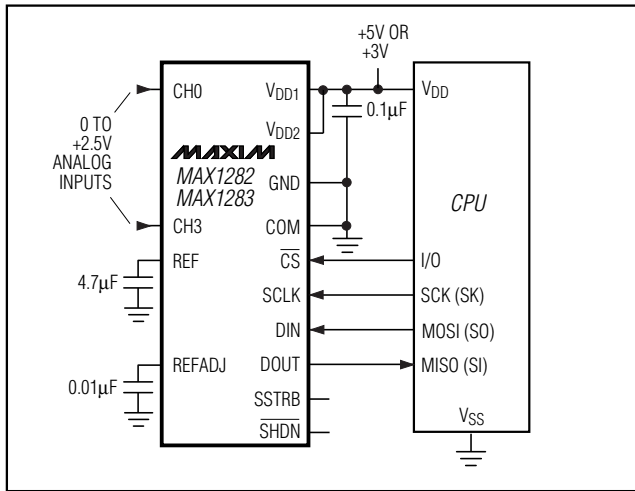 +5V OR
+3V
CH0
VDD1
VDD
0.1µF
0 TO
+2.5V
ANALOG
INPUTS
VDD2
MAXIM
MAX1282
MAX1283
GND
CPU
CH3
COM
REF
CS
I/O
4.7µF
SCLK
SCK (SK)
DIN
MOSI (SO)
REFADJ
DOUT
MISO (SI)
0.01µF
SSTRB
SHDN
VSS